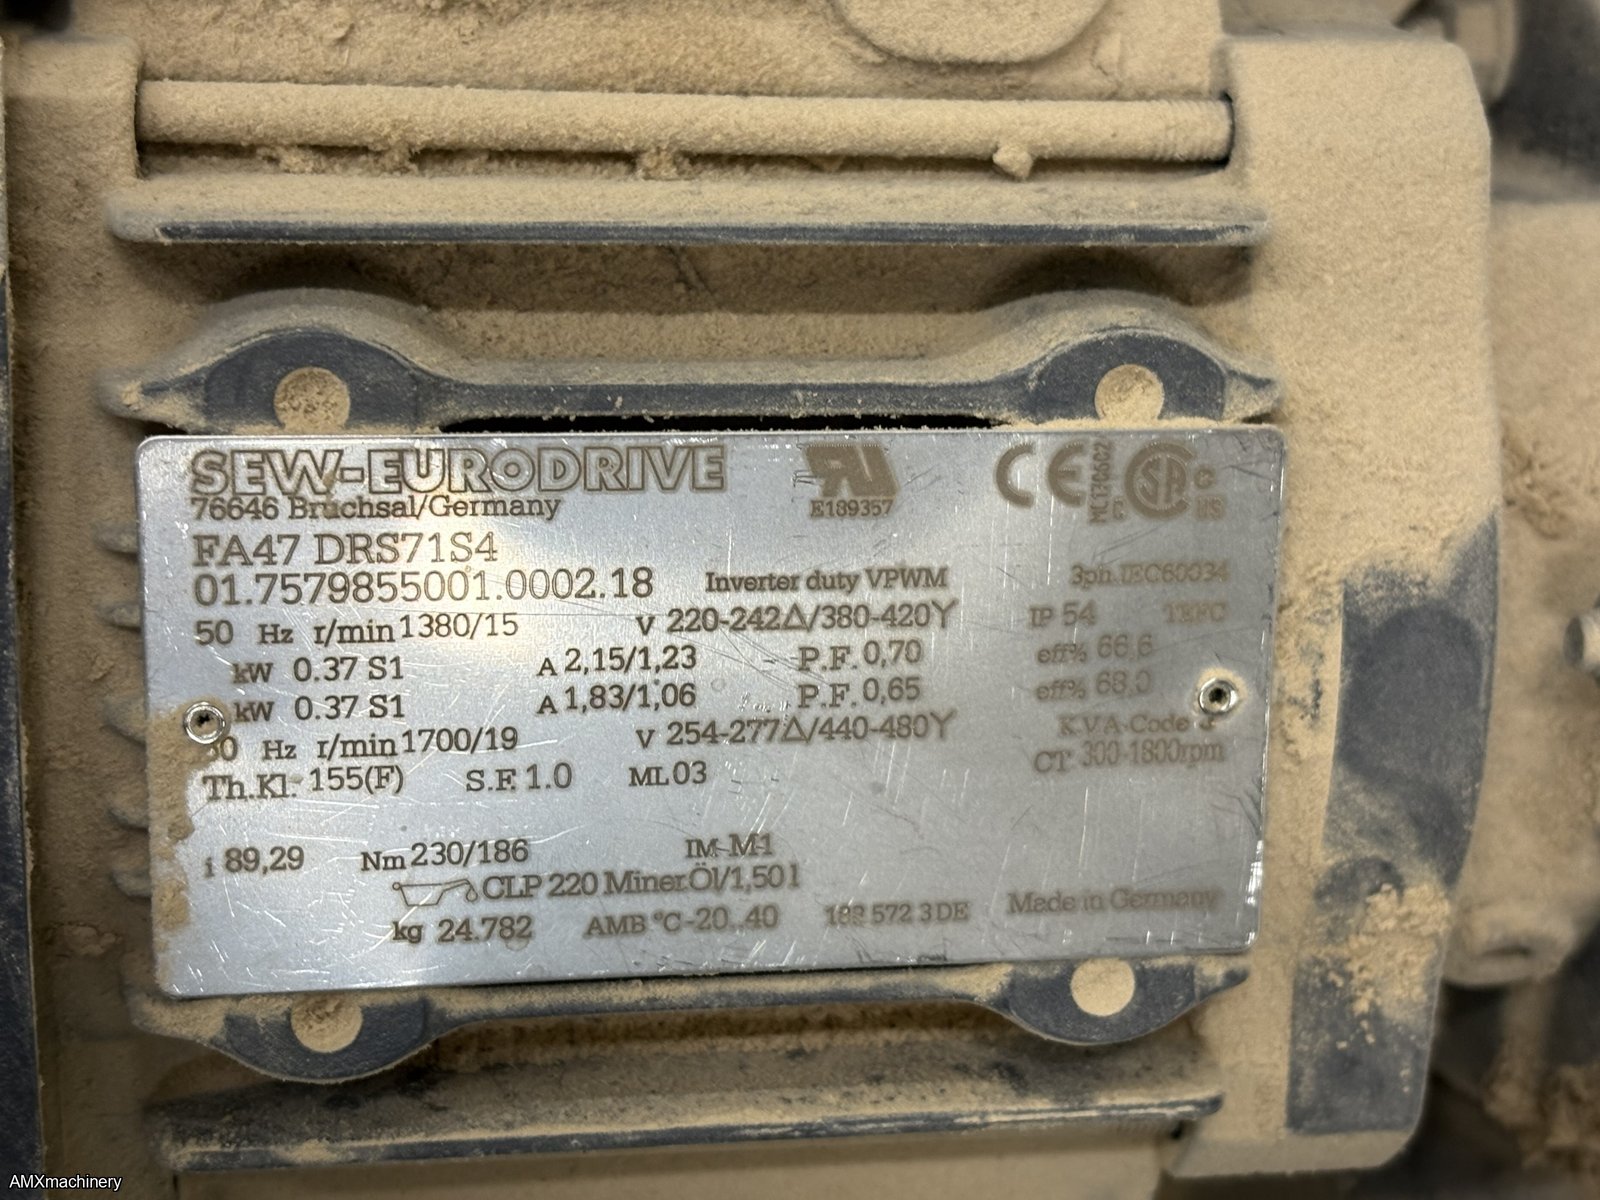 SEW-EURODRIVE
76646 Bruchsal/Germany
E189357
CE
MC170602
C
SA
C
US
FA47 DRS71S4
01.7579855001.0002.18 Inverter duty VPWM 3ph.IEC60034
50 Hz r/min 1380/15 V 220-242Δ/380-420Y IP 54 TEFC
kW 0.37 S1 A 2,15/1,23 P.F. 0,70 eff% 66,6
kW 0.37 S1 A 1,83/1,06 P.F. 0,65 eff% 68,0
Hz r/min 1700/19 V 254-277Δ/440-480Y K.V.A-Code
Th.Kl. 155(F) S.F. 1.0 ML 03 CT 300-1800rpm
i 89,29 Nm 230/186 IM M1
CLP 220 Miner.Öl/1,50 l
kg 24.782 AMB °C -20..40 188 572 3 DE Made in Germany
AMXmachinery